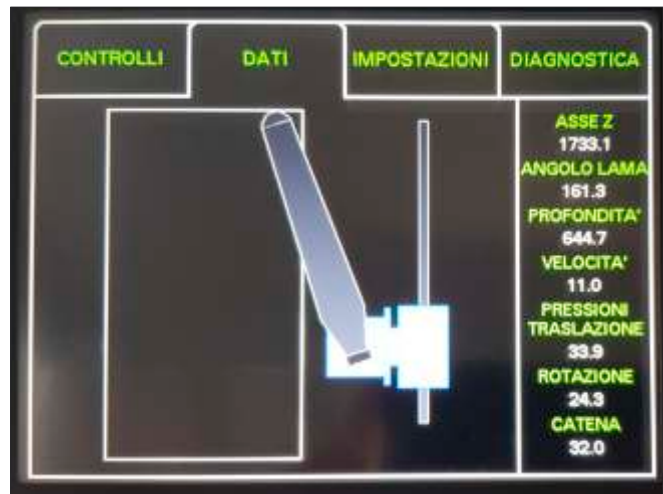 CONTROLLI
DATI
IMPOSTAZIONI
DIAGNOSTICA
ASSE Z
1733.1
ANGOLO LAMA
161.3
PROFONDITA'
644.7
VELOCITA'
11.0
PRESSIONI
TRASLAZIONE
33.9
ROTAZIONE
24.3
CATENA
32.0